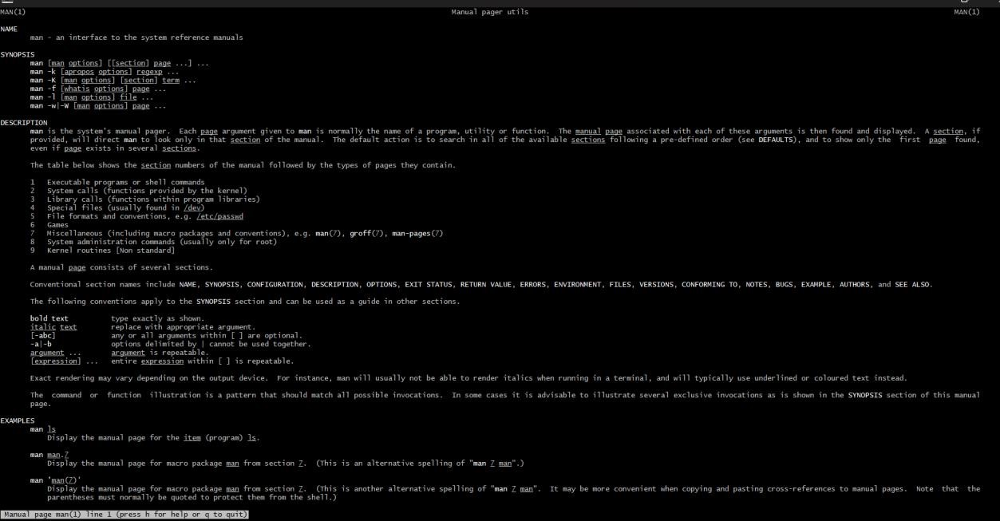 MAN(1) Manual pager utils MAN(1)
NAME
man - an interface to the system reference manuals
SYNOPSIS
man [man options] [[section] page ...] ...
man -k [apropos options] regexp ...
man -K [man options] [section] term ...
man -f [whatis options] page ...
man -l [man options] file ...
man -w|-W [man options] page ...
DESCRIPTION
man is the system's manual pager. Each page argument given to man is normally the name of a program, utility or function. The manual page associated with each of these arguments is then found and displayed. A section, if
provided, will direct man to look only in that section of the manual. The default action is to search in all of the available sections following a pre-defined order (see DEFAULTS), and to show only the first page found,
even if page exists in several sections.
The table below shows the section numbers of the manual followed by the types of pages they contain.
1 Executable programs or shell commands
2 System calls (functions provided by the kernel)
3 Library calls (functions within program libraries)
4 Special files (usually found in /dev)
5 File formats and conventions, e.g. /etc/passwd
6 Games
7 Miscellaneous (including macro packages and conventions), e.g. man(7), groff(7), man-pages(7)
8 System administration commands (usually only for root)
9 Kernel routines [Non standard]
A manual page consists of several sections.
Conventional section names include NAME, SYNOPSIS, CONFIGURATION, DESCRIPTION, OPTIONS, EXIT STATUS, RETURN VALUE, ERRORS, ENVIRONMENT, FILES, VERSIONS, CONFORMING TO, NOTES, BUGS, EXAMPLE, AUTHORS, and SEE ALSO.
The following conventions apply to the SYNOPSIS section and can be used as a guide in other sections.
bold text type exactly as shown.
italic text replace with appropriate argument.
[-abc] any or all arguments within [ ] are optional.
-a|-b options delimited by | cannot be used together.
argument ... argument is repeatable.
[expression] ... entire expression within [ ] is repeatable.
Exact rendering may vary depending on the output device. For instance, man will usually not be able to render italics when running in a terminal, and will typically use underlined or coloured text instead.
The command or function illustration is a pattern that should match all possible invocations. In some cases it is advisable to illustrate several exclusive invocations as is shown in the SYNOPSIS section of this manual
page.
EXAMPLES
man ls
Display the manual page for the item (program) ls.
man man.7
Display the manual page for macro package man from section 7. (This is an alternative spelling of "man 7 man".)
man 'man(7)'
Display the manual page for macro package man from section 7. (This is another alternative spelling of "man 7 man". It may be more convenient when copying and pasting cross-references to manual pages. Note that the
parentheses must normally be quoted to protect them from the shell.)
Manual page man(1) line 1 (press h for help or q to quit)